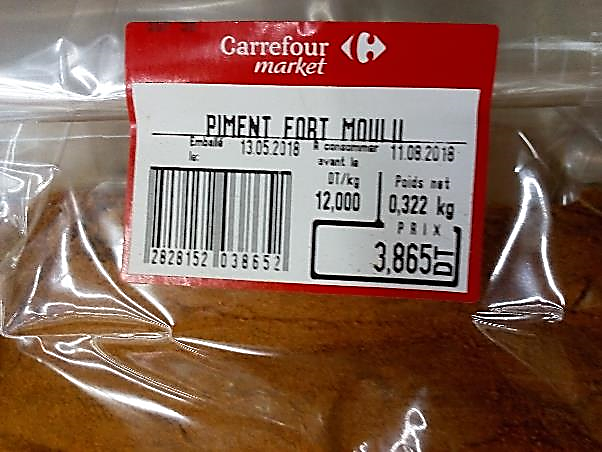 Carrefour
market
PIMENT FORT MOULU
Emballé le: 13.05.2018 A consommer avant le 11.08.2018
DT/kg Poids net
12,000 0,322 kg
PRIX
3,865 DT
2828152 038652